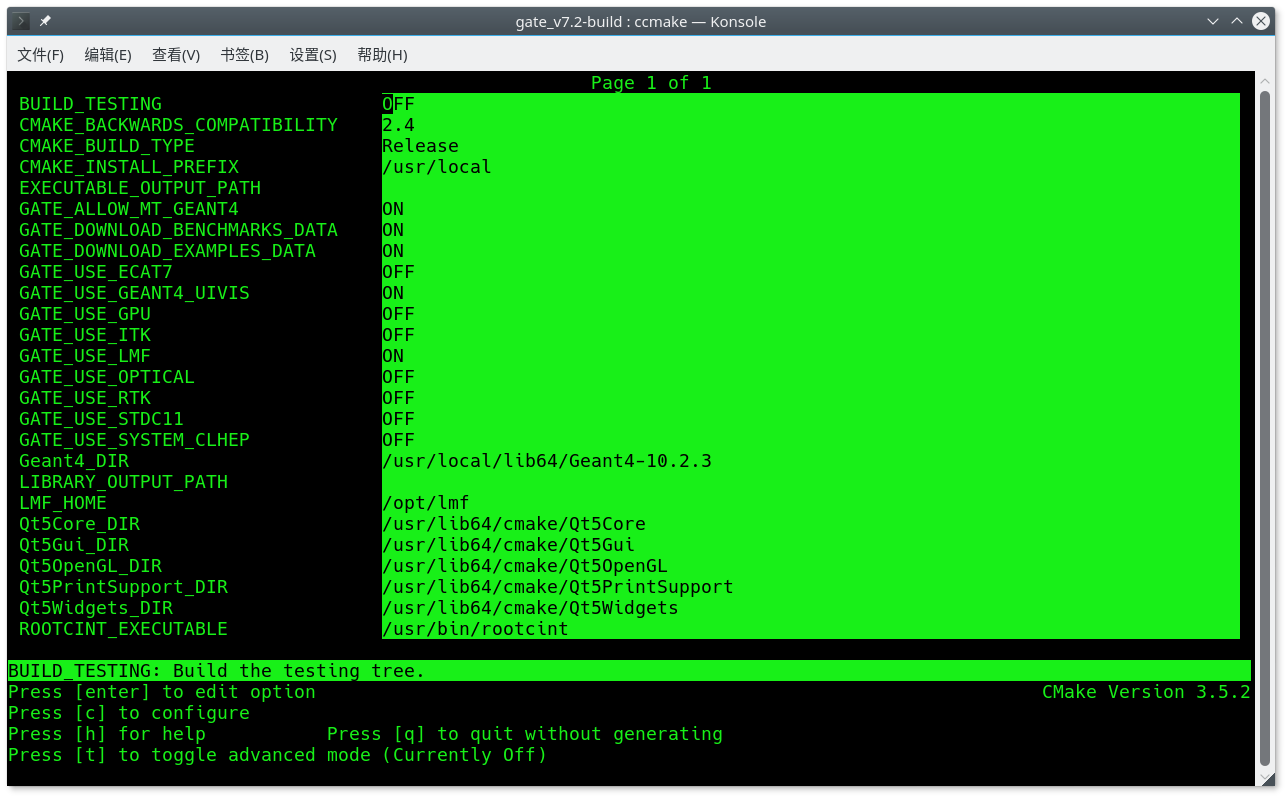 gate_v7.2-build : ccmake — Konsole
文件(F) 编辑(E) 查看(V) 书签(B) 设置(S) 帮助(H)
Page 1 of 1
BUILD_TESTING OFF
CMAKE_BACKWARDS_COMPATIBILITY 2.4
CMAKE_BUILD_TYPE Release
CMAKE_INSTALL_PREFIX /usr/local
EXECUTABLE_OUTPUT_PATH
GATE_ALLOW_MT_GEANT4 ON
GATE_DOWNLOAD_BENCHMARKS_DATA ON
GATE_DOWNLOAD_EXAMPLES_DATA ON
GATE_USE_ECAT7 OFF
GATE_USE_GEANT4_UIVIS ON
GATE_USE_GPU OFF
GATE_USE_ITK OFF
GATE_USE_LMF ON
GATE_USE_OPTICAL OFF
GATE_USE_RTK OFF
GATE_USE_STDC11 OFF
GATE_USE_SYSTEM_CLHEP OFF
Geant4_DIR /usr/local/lib64/Geant4-10.2.3
LIBRARY_OUTPUT_PATH
LMF_HOME /opt/lmf
Qt5Core_DIR /usr/lib64/cmake/Qt5Core
Qt5Gui_DIR /usr/lib64/cmake/Qt5Gui
Qt5OpenGL_DIR /usr/lib64/cmake/Qt5OpenGL
Qt5PrintSupport_DIR /usr/lib64/cmake/Qt5PrintSupport
Qt5Widgets_DIR /usr/lib64/cmake/Qt5Widgets
ROOTCINT_EXECUTABLE /usr/bin/rootcint
BUILD_TESTING: Build the testing tree.
Press [enter] to edit option CMake Version 3.5.2
Press [c] to configure
Press [h] for help Press [q] to quit without generating
Press [t] to toggle advanced mode (Currently Off)